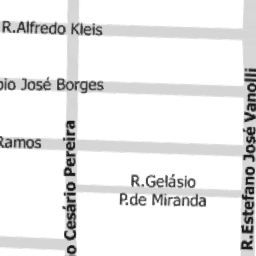 R.Alfredo Kleis
bio José Borges
Ramos
R.Gelásio
P.de Miranda
o Cesário Pereira
R.Estefano José Vanolli